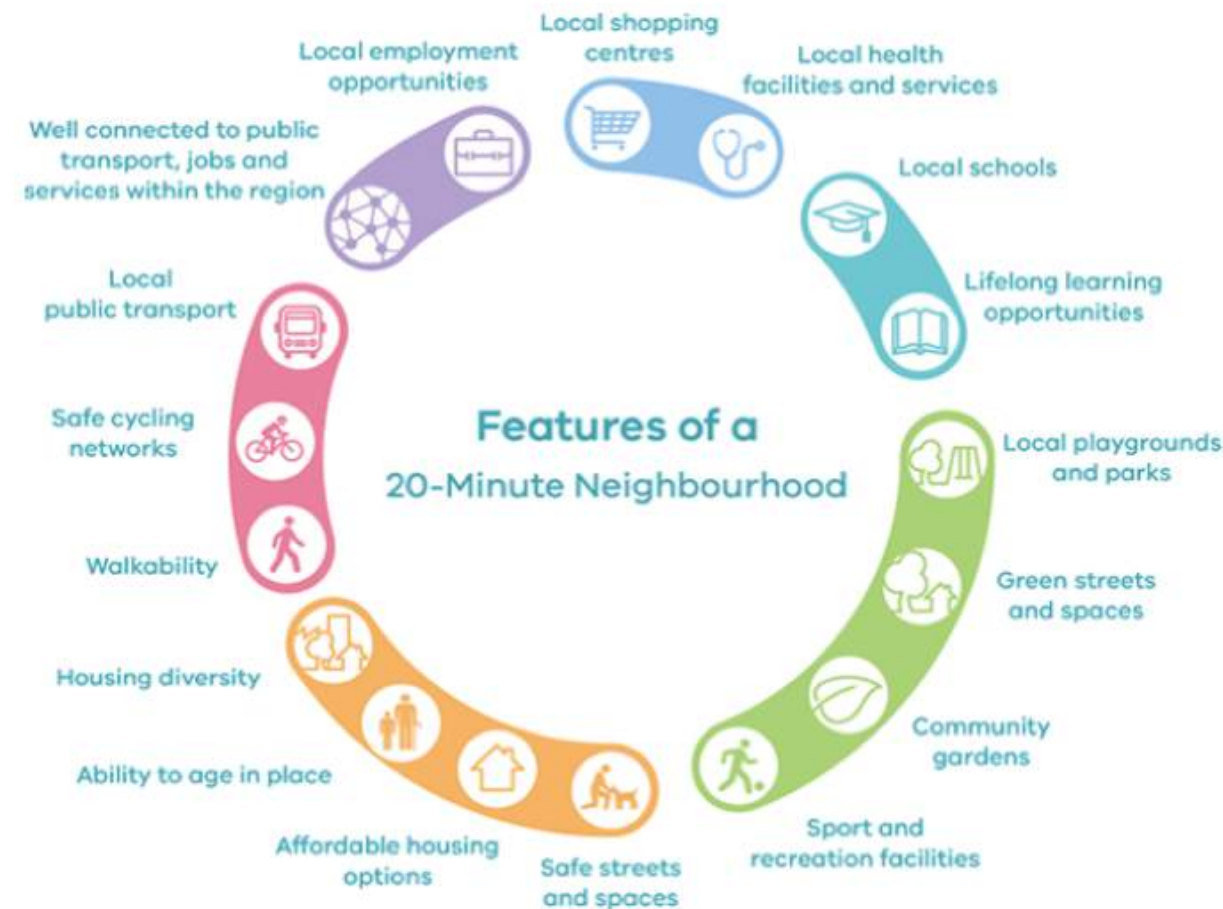 Features of a
20-Minute Neighbourhood
Local shopping
centres
Local health
facilities and services
Local schools
Lifelong learning
opportunities
Local playgrounds
and parks
Green streets
and spaces
Community
gardens
Sport and
recreation facilities
Safe streets
and spaces
Affordable housing
options
Ability to age in place
Housing diversity
Walkability
Safe cycling
networks
Local
public transport
Well connected to public
transport, jobs and
services within the region
Local employment
opportunities